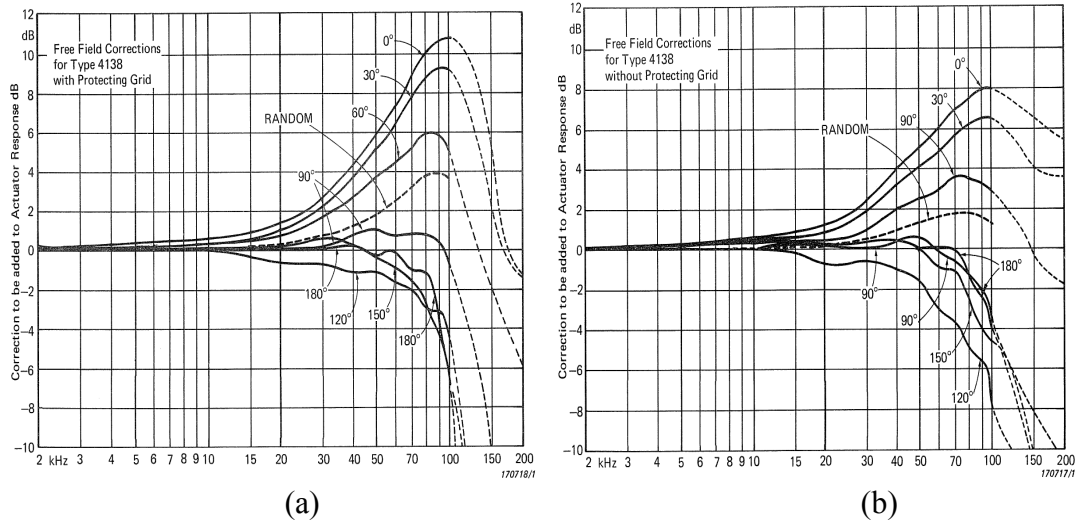 12
dB
10
8
6
4
2
0
−2
−4
−6
−8
−10
Correction to be added to Actuator Response dB
Free Field Corrections
for Type 4138
with Protecting Grid
0°
30°
60°
RANDOM
90°
180°
120°
150°
180°
2 kHz 3 4 5 6 7 8 9 10 15 20 30 40 50 70 100 150 200
170718/1
(a)
12
dB
10
8
6
4
2
0
−2
−4
−6
−8
−10
Correction to be added to Actuator Response dB
Free Field Corrections
for Type 4138
without Protecting Grid
0°
30°
90°
RANDOM
180°
90°
90°
150°
120°
2 kHz 3 4 5 6 7 8 9 10 15 20 30 40 50 70 100 150 200
170717/1
(b)